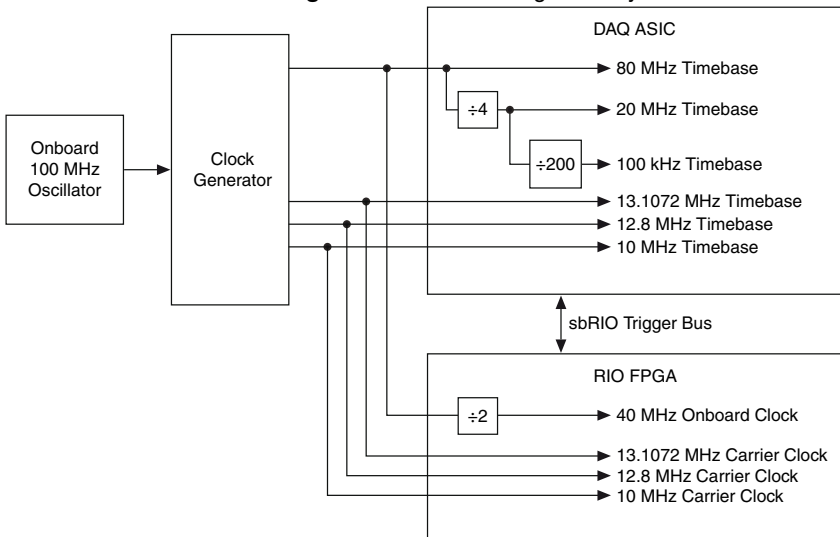 DAQ ASIC
80 MHz Timebase
÷4
20 MHz Timebase
÷200
100 kHz Timebase
Onboard
100 MHz
Oscillator
Clock
Generator
13.1072 MHz Timebase
12.8 MHz Timebase
10 MHz Timebase
sbRIO Trigger Bus
RIO FPGA
÷2
40 MHz Onboard Clock
13.1072 MHz Carrier Clock
12.8 MHz Carrier Clock
10 MHz Carrier Clock